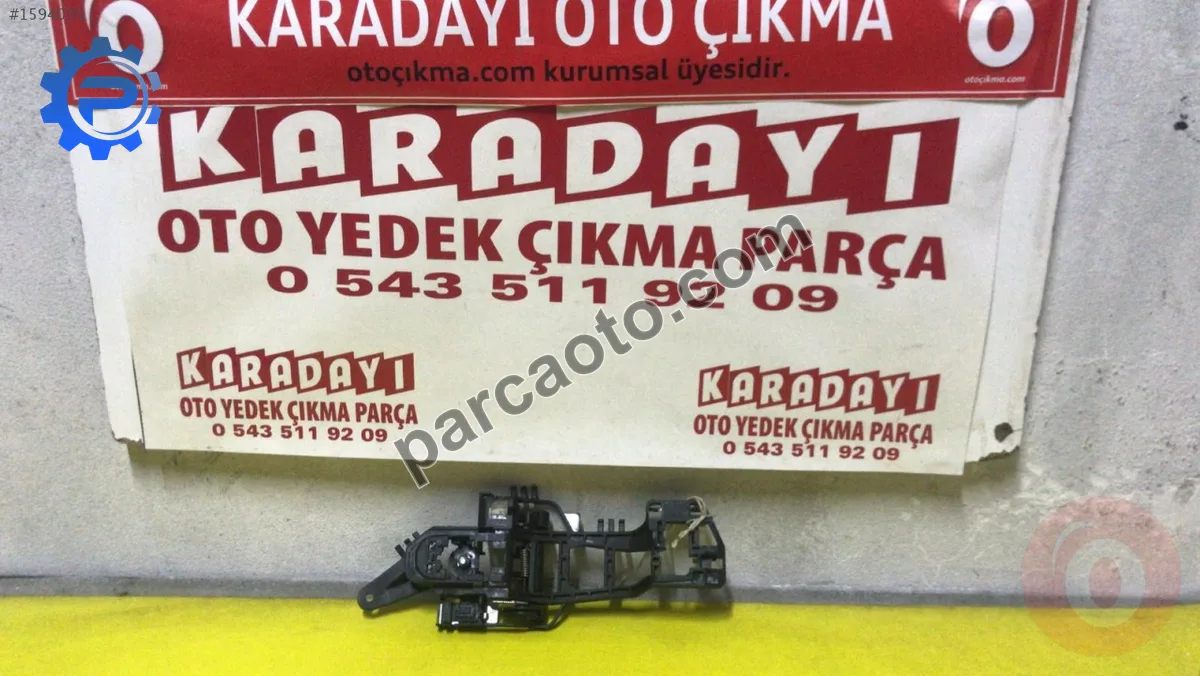 #1594
KARADAYI OTO ÇIKMA
otoçıkma.com kurumsal üyesidir.
otoçıkma.com
KARADAYI
OTO YEDEK ÇIKMA PARÇA
0 543 511 92 09
parcaoto.com
KARADAYI
OTO YEDEK ÇIKMA PARÇA
0 543 511 92 09
KARADAYI
OTO YEDEK ÇIKMA PARÇA
0 543 511 92 09